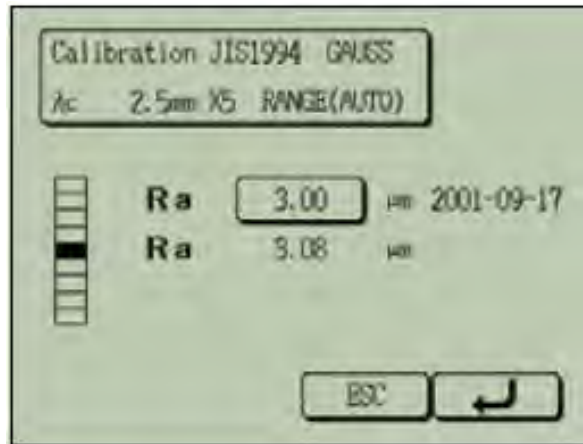 Calibration JIS1994 GAUSS
λc 2.5mm X5 RANGE(AUTO)
Ra 3.00 μm 2001-09-17
Ra 3.08 μm
ESC